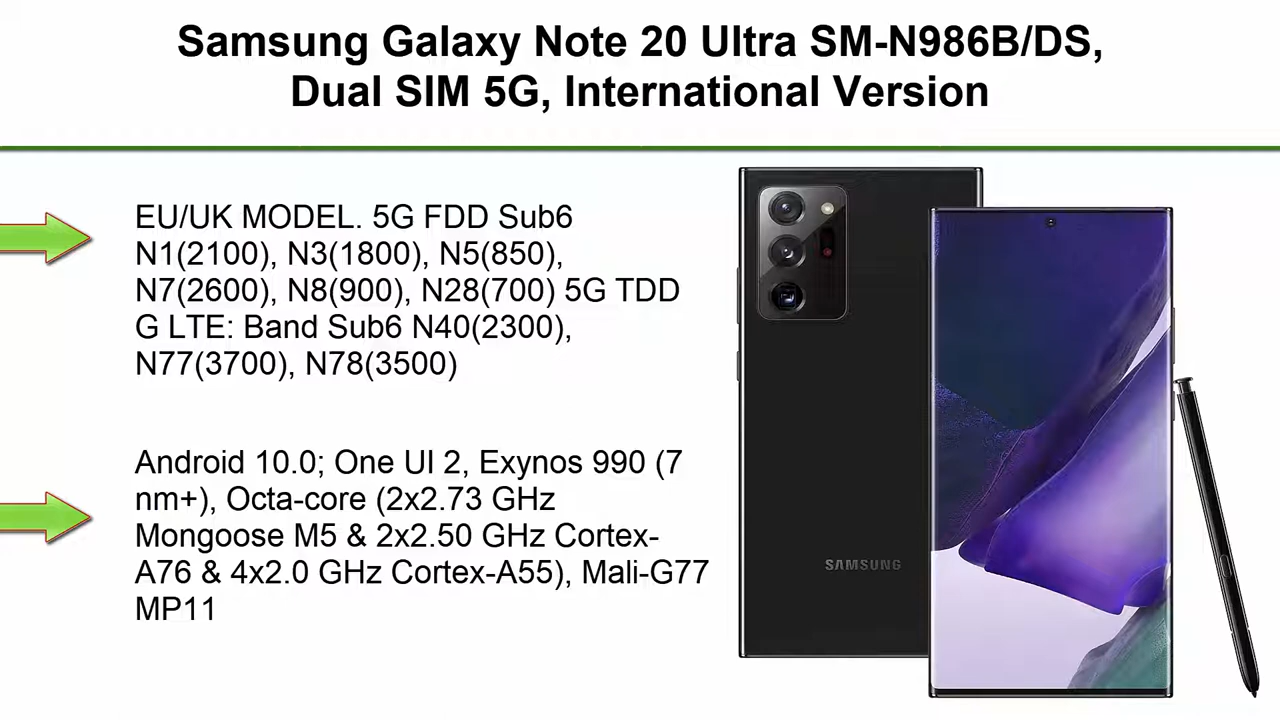 Samsung Galaxy Note 20 Ultra SM-N986B/DS,
Dual SIM 5G, International Version
EU/UK MODEL. 5G FDD Sub6
N1(2100), N3(1800), N5(850),
N7(2600), N8(900), N28(700) 5G TDD
G LTE: Band Sub6 N40(2300),
N77(3700), N78(3500)
Android 10.0; One UI 2, Exynos 990 (7
nm+), Octa-core (2x2.73 GHz
Mongoose M5 & 2x2.50 GHz Cortex-
A76 & 4x2.0 GHz Cortex-A55), Mali-G77
MP11
SAMSUNG